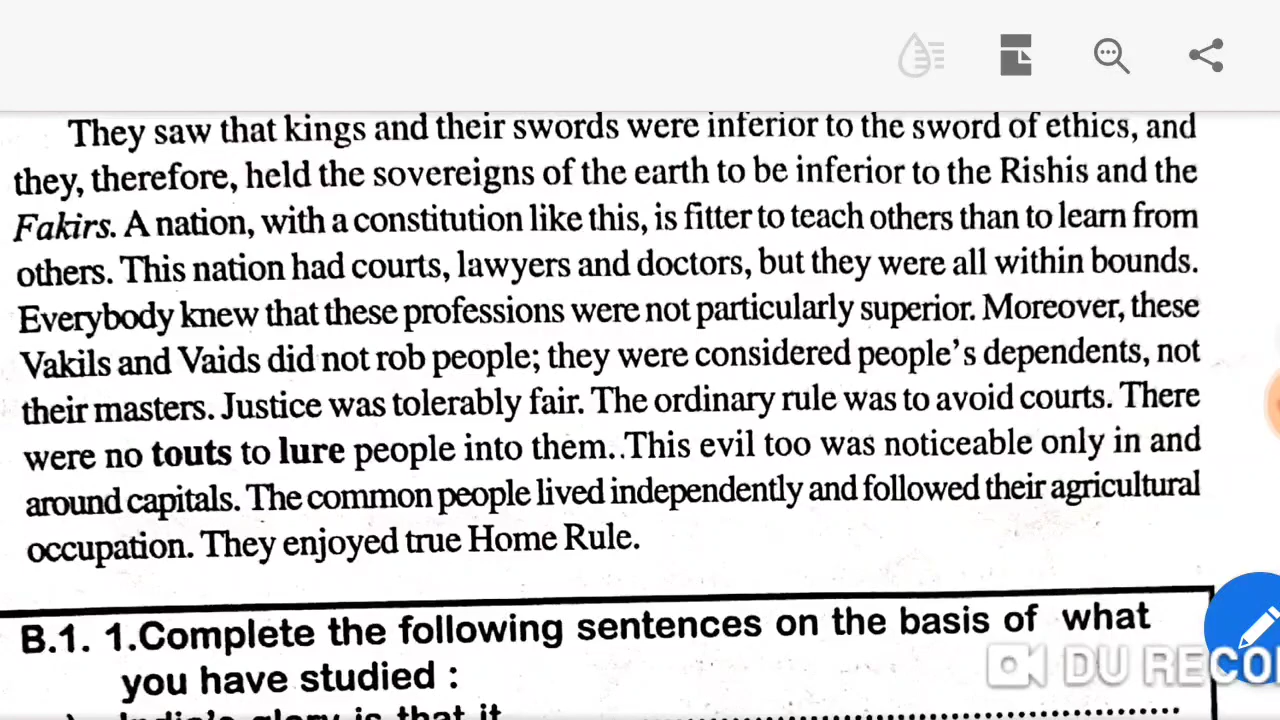 They saw that kings and their swords were inferior to the sword of ethics, and
they, therefore, held the sovereigns of the earth to be inferior to the Rishis and the
Fakirs. A nation, with a constitution like this, is fitter to teach others than to learn from
others. This nation had courts, lawyers and doctors, but they were all within bounds.
Everybody knew that these professions were not particularly superior. Moreover, these
Vakils and Vaids did not rob people; they were considered people's dependents, not
their masters. Justice was tolerably fair. The ordinary rule was to avoid courts. There
were no touts to lure people into them..This evil too was noticeable only in and
around capitals. The common people lived independently and followed their agricultural
occupation. They enjoyed true Home Rule.
B.1. 1.Complete the following sentences on the basis of what
you have studied :
India's glory is that it ..............................
DU RECO